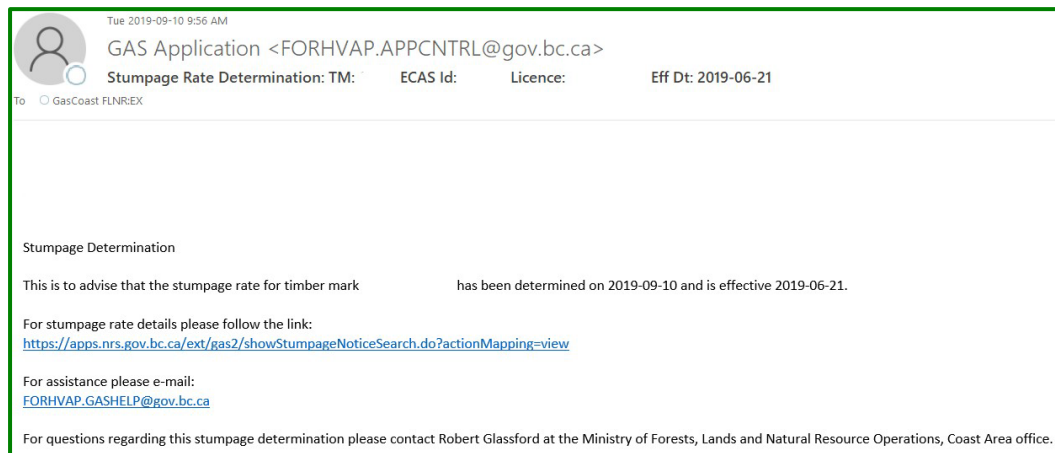 Tue 2019-09-10 9:56 AM
GAS Application <FORHVAP.APPCNTRL@gov.bc.ca>
Stumpage Rate Determination: TM: ECAS Id: Licence: Eff Dt: 2019-06-21
To GasCoast FLNR:EX
Stumpage Determination
This is to advise that the stumpage rate for timber mark has been determined on 2019-09-10 and is effective 2019-06-21.
For stumpage rate details please follow the link:
https://apps.nrs.gov.bc.ca/ext/gas2/showStumpageNoticeSearch.do?actionMapping=view
For assistance please e-mail:
FORHVAP.GASHELP@gov.bc.ca
For questions regarding this stumpage determination please contact Robert Glassford at the Ministry of Forests, Lands and Natural Resource Operations, Coast Area office.